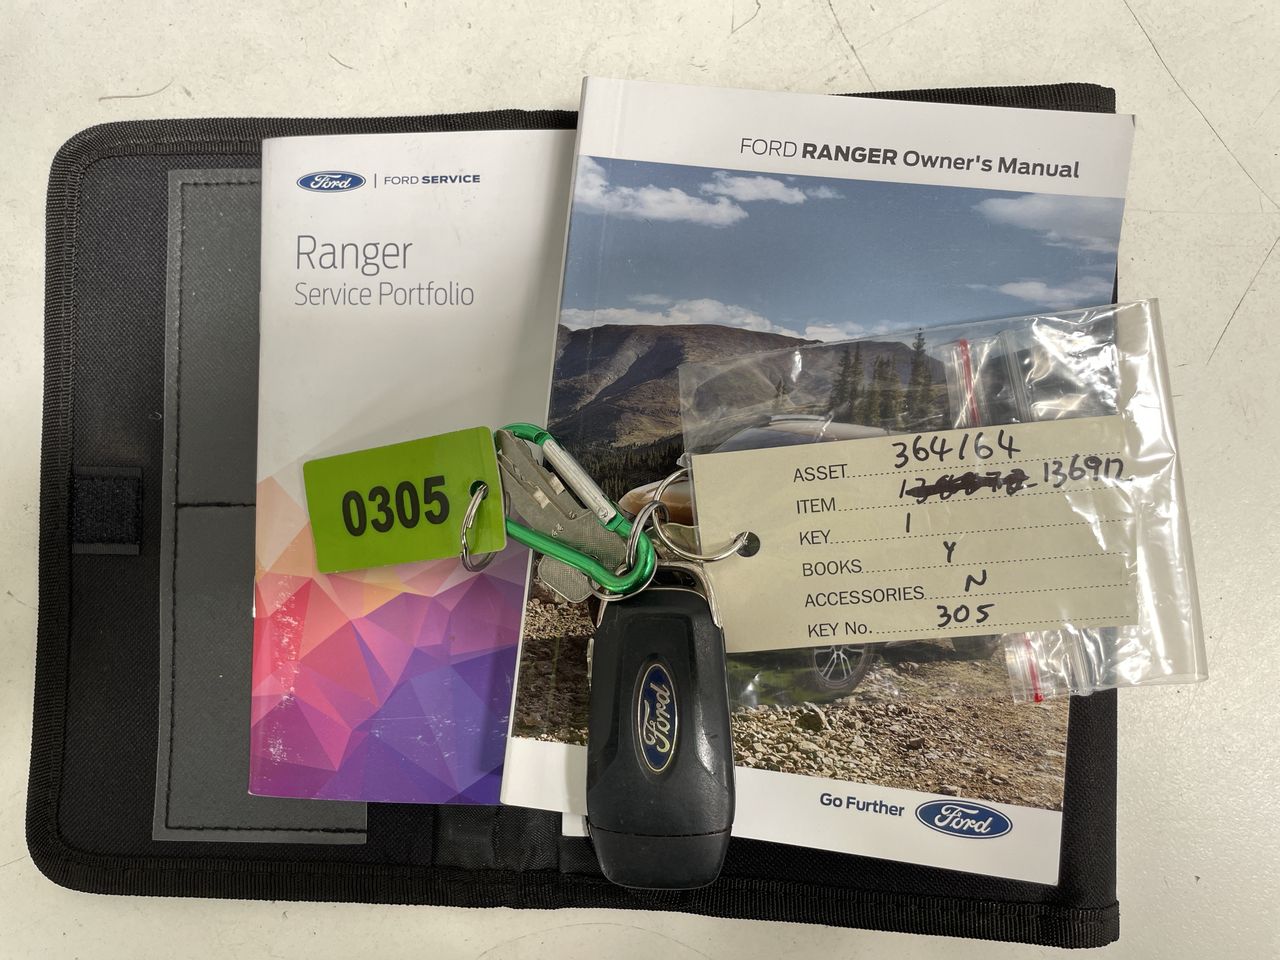 Ford | FORD SERVICE
Ranger
Service Portfolio
FORD RANGER Owner's Manual
0305
ASSET 364164
ITEM 136912
KEY 1
BOOKS Y
ACCESSORIES N
KEY No. 305
Ford
Go Further Ford